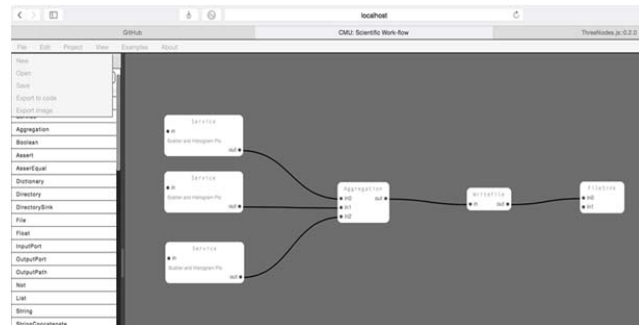 localhost
GitHub
CMU: Scientific Work-flow
ThreeNodes.js: 0.2.0
File Edit Project View Examples About
New
Open
Save
Export to code
Export image
Service
Aggregation
Boolean
Assert
AsserEqual
Dictionary
Directory
DirectorySink
File
Float
InputPort
OutputPort
OutputPath
Not
List
String
StringConcatenate
Service
in
Scatter and Histogram Plo
out
Service
in
Scatter and Histogram Plo
out
Service
in
Scatter and Histogram Plo
out
Aggregation
in0 out
in1
in2
WriteFile
in out
FileSink
in0
in1